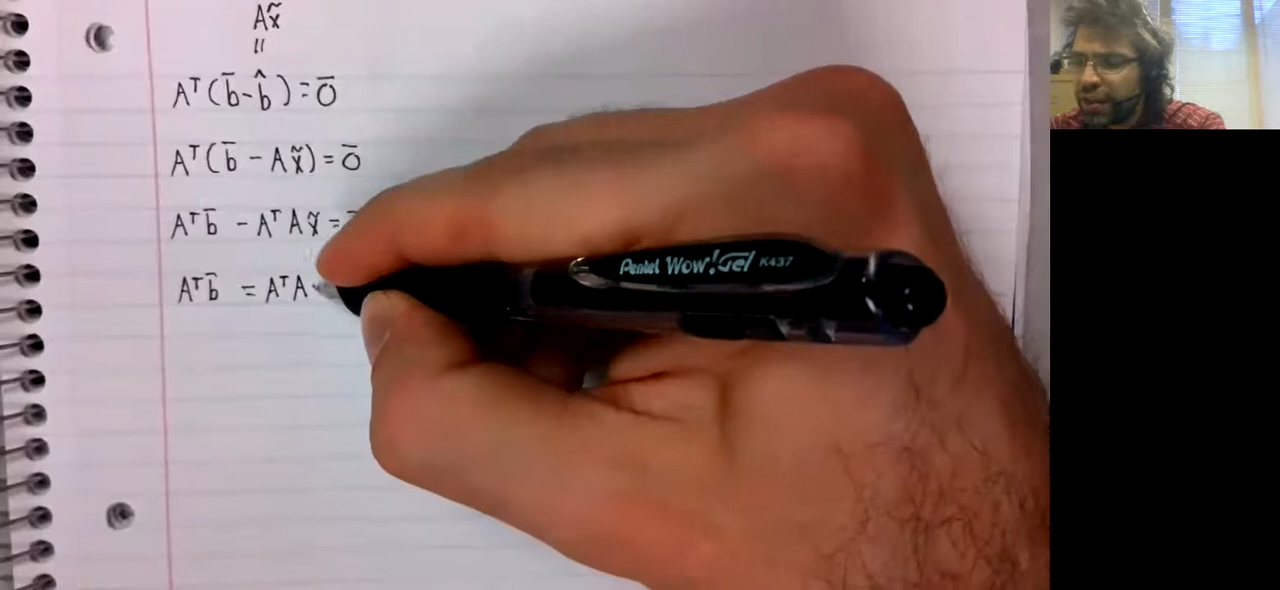 Ax̃
"
Aᵀ(b̄-b̂)=0̄
Aᵀ(b̄ - Ax̃)=0̄
Aᵀb̄ - AᵀAx̃ =
Aᵀb̄ = AᵀA
Pentel Wow!Gel K437